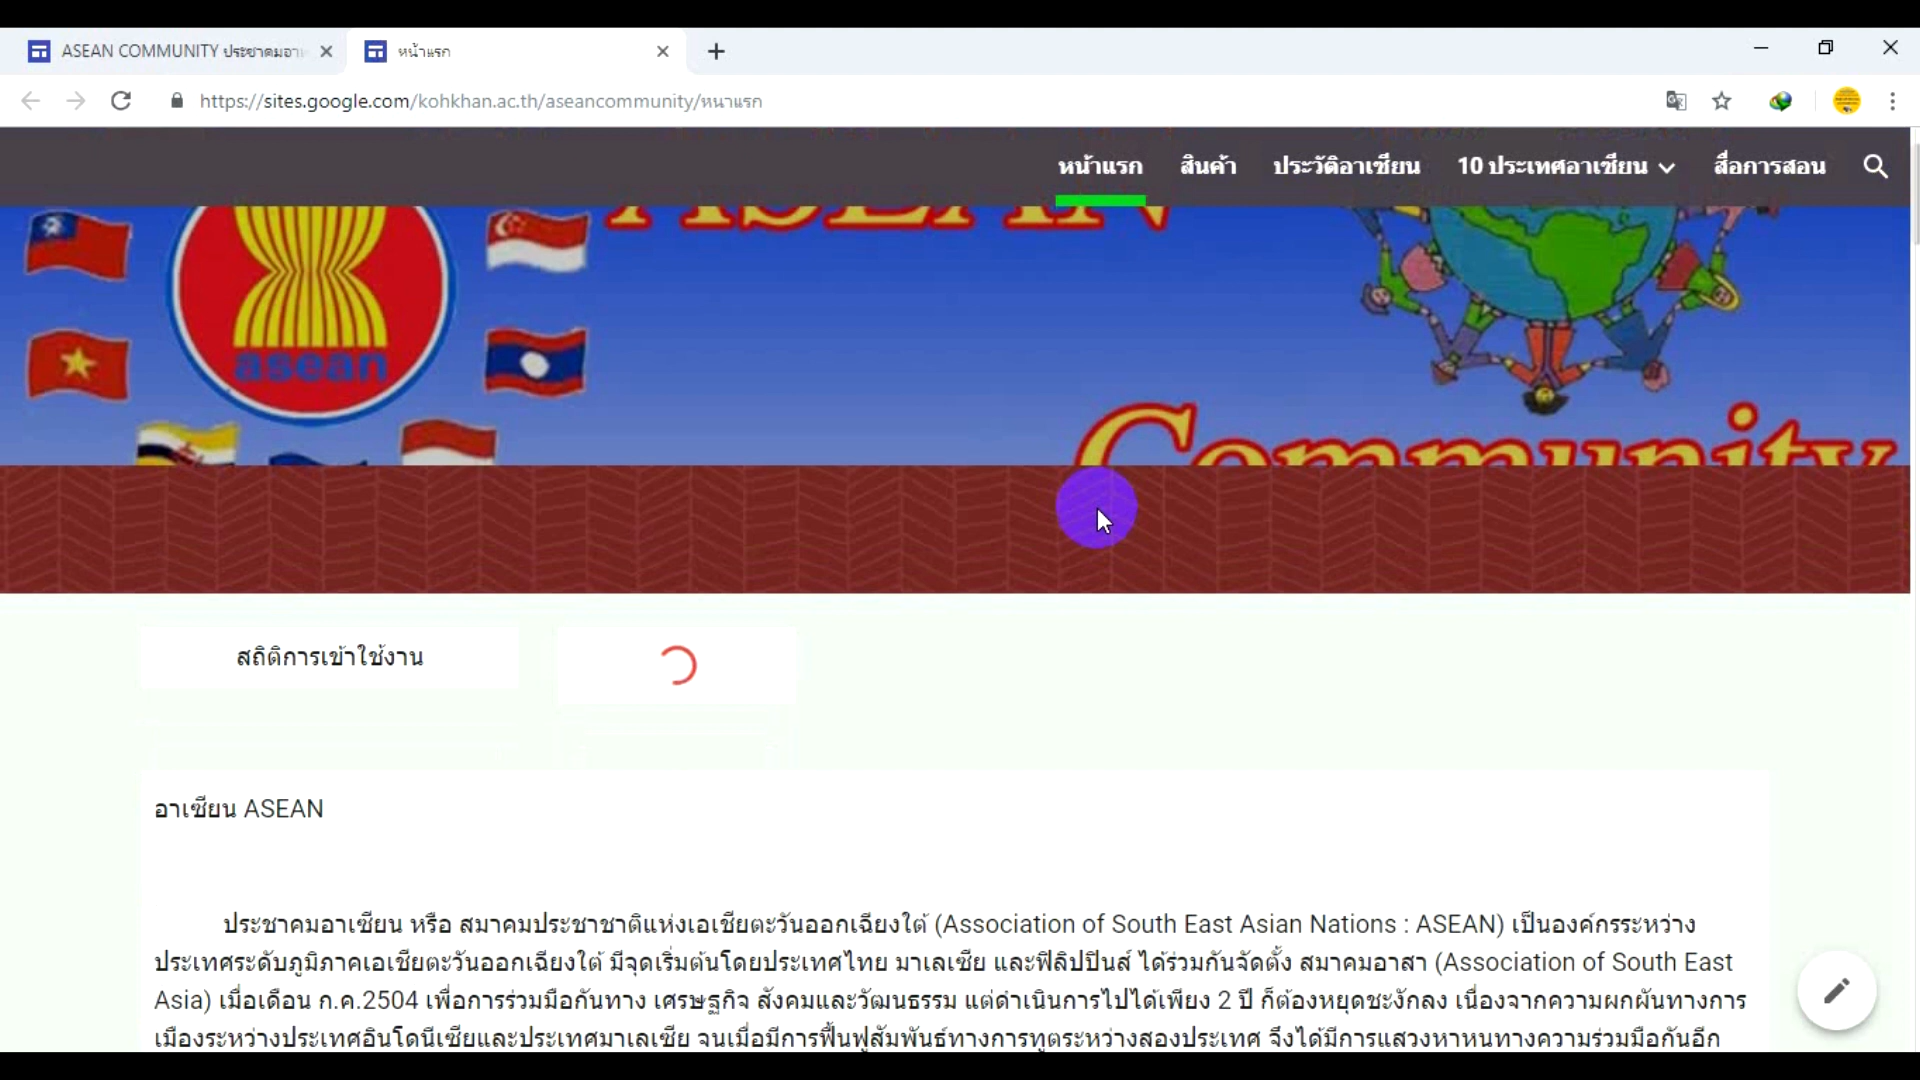 ASEAN COMMUNITY ประชาคมอาเ
หน้าแรก
https://sites.google.com/kohkhan.ac.th/aseancommunity/หนาแรก
หน้าแรก สินค้า ประวัติอาเซียน 10 ประเทศอาเซียน สื่อการสอน
ASEAN
asean
Community
สถิติการเข้าใช้งาน
อาเซียน ASEAN
ประชาคมอาเซียน หรือ สมาคมประชาชาติแห่งเอเชียตะวันออกเฉียงใต้ (Association of South East Asian Nations : ASEAN) เป็นองค์กรระหว่าง
ประเทศระดับภูมิภาคเอเชียตะวันออกเฉียงใต้ มีจุดเริ่มต้นโดยประเทศไทย มาเลเซีย และฟิลิปปินส์ ได้ร่วมกันจัดตั้ง สมาคมอาสา (Association of South East
Asia) เมื่อเดือน ก.ค.2504 เพื่อการร่วมมือกันทาง เศรษฐกิจ สังคมและวัฒนธรรม แต่ดำเนินการไปได้เพียง 2 ปี ก็ต้องหยุดชะงักลง เนื่องจากความผกผันทางการ
เมืองระหว่างประเทศอินโดนีเซียและประเทศมาเลเซีย จนเมื่อมีการฟื้นฟูสัมพันธ์ทางการทูตระหว่างสองประเทศ จึงได้มีการแสวงหาหนทางความร่วมมือกันอีก